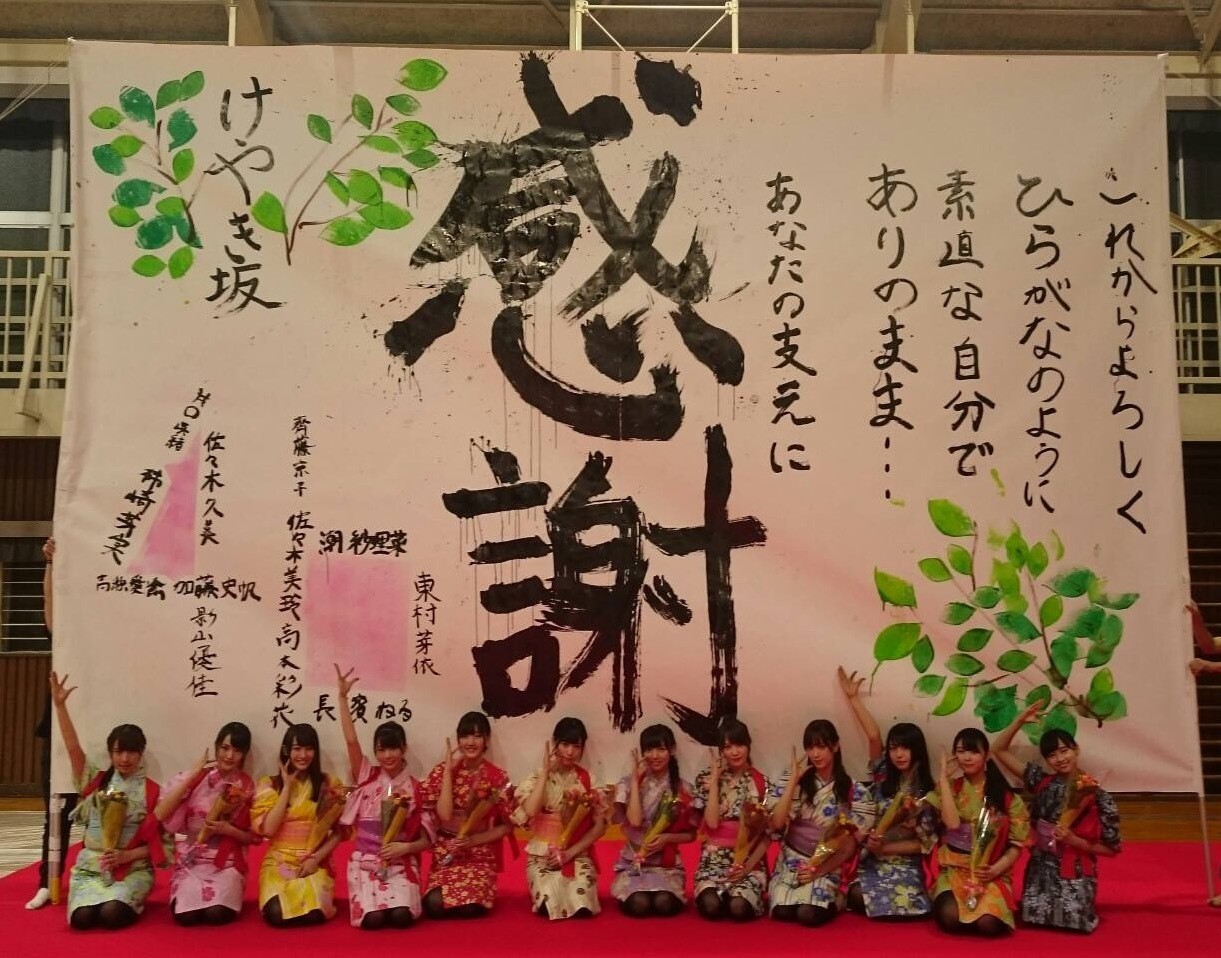 これからよろしく
ひらがなのように
素直な自分で
ありのまま...
あなたの支えに
感謝
けやき坂
齊藤京子
佐々木美玲
高本彩花
潮紗理菜
東村芽依
長濱ねる
井口眞緒
佐々木久美
柿崎芽実
高瀬愛奈
加藤史帆
影山優佳